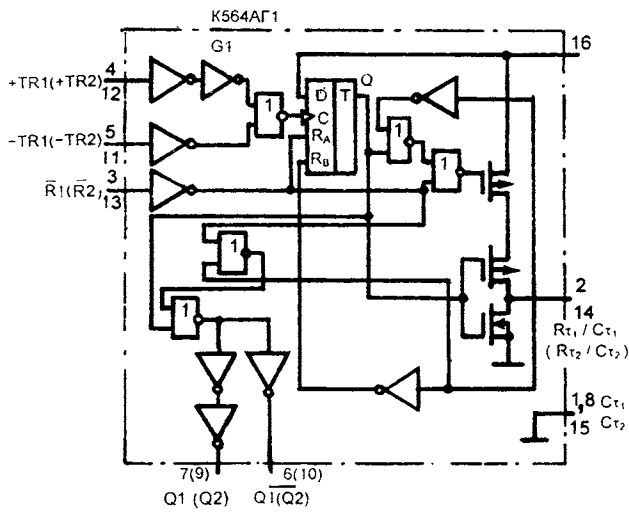 К564АГ1
G1
16
4
+TR1(+TR2)
12
D T Q
C
RA
RB
1
1
1
5
−TR1(−TR2)
11
3
R̅1(R̅2)
13
1
1
2
14
Rτ1 / Cτ1
( Rτ2 / Cτ2 )
1,8 Cτ1
15 Cτ2
7(9)
6(10)
Q1 (Q2)
Q̅1̅(Q̅2̅)